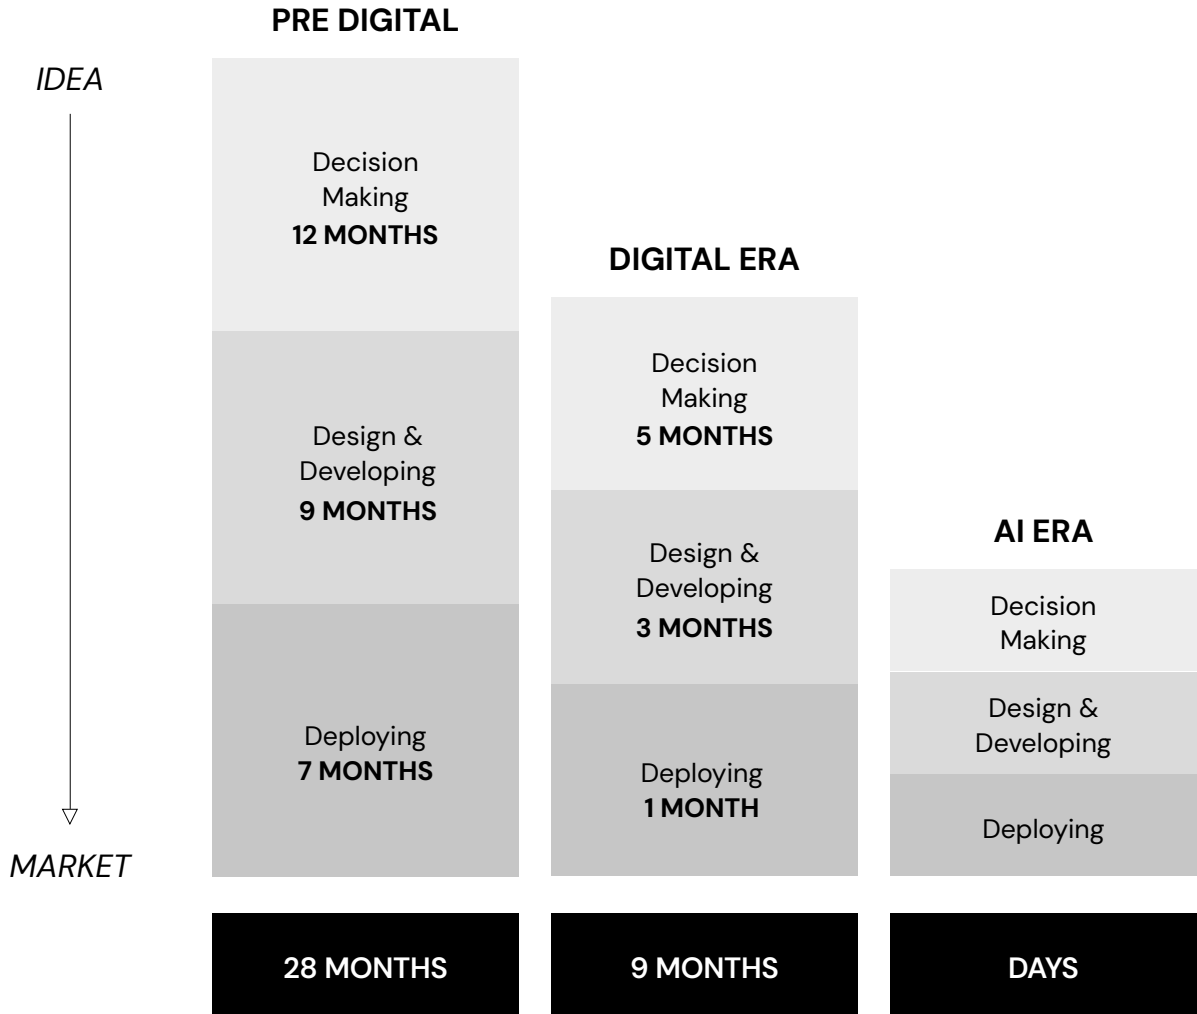 PRE DIGITAL
IDEA
Decision
Making
12 MONTHS
Design &
Developing
9 MONTHS
Deploying
7 MONTHS
MARKET
28 MONTHS
DIGITAL ERA
Decision
Making
5 MONTHS
Design &
Developing
3 MONTHS
Deploying
1 MONTH
9 MONTHS
AI ERA
Decision
Making
Design &
Developing
Deploying
DAYS